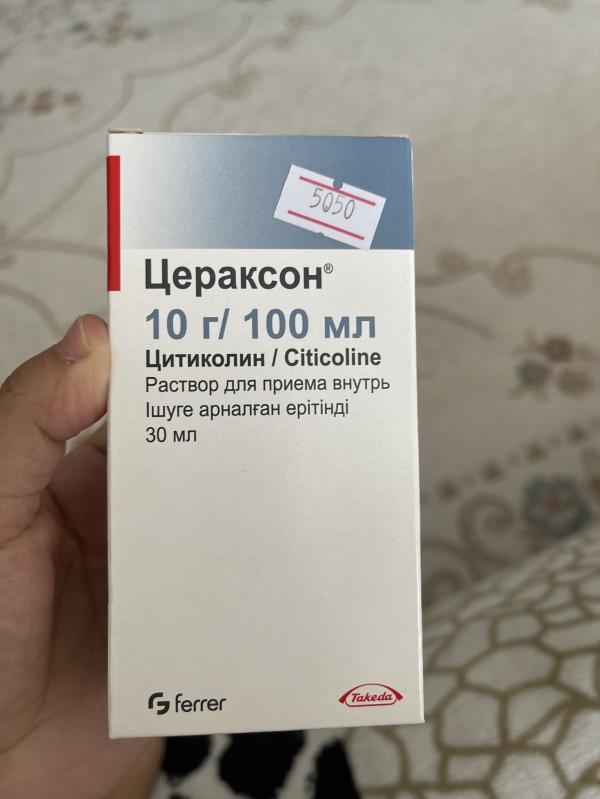 5050
Цераксон®
10 г/ 100 мл
Цитиколин / Citicoline
Раствор для приема внутрь
Ішуге арналған ерітінді
30 мл
ferrer
Takeda